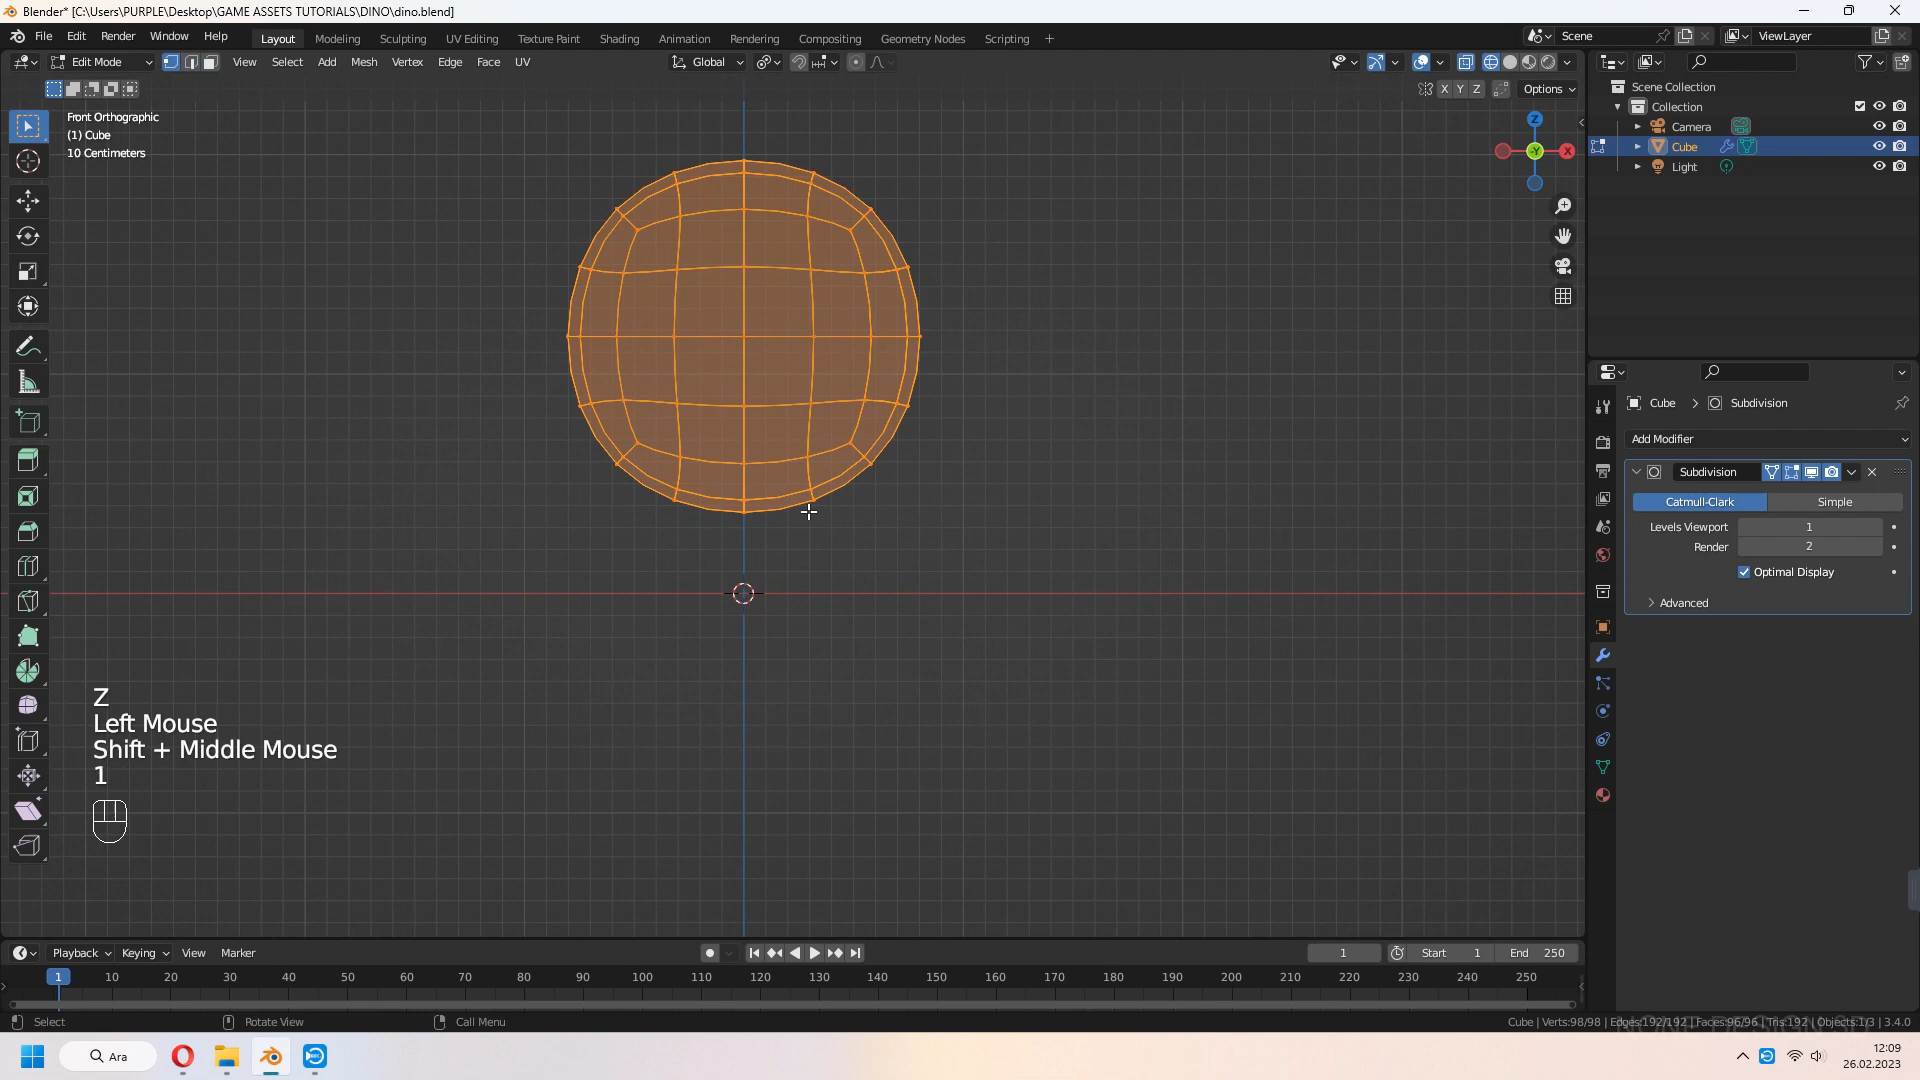 Blender* [C:\Users\PURPLE\Desktop\GAME ASSETS TUTORIALS\DINO\dino.blend]
File Edit Render Window Help Layout Modeling Sculpting UV Editing Texture Paint Shading Animation Rendering Compositing Geometry Nodes Scripting + Scene ViewLayer
Edit Mode View Select Add Mesh Vertex Edge Face UV Global
X Y Z Options
Front Orthographic
(1) Cube
10 Centimeters
Z
-Y
X
Scene Collection
Collection
Camera
Cube
Light
Cube > Subdivision
Add Modifier
Subdivision
Catmull-Clark Simple
Levels Viewport 1
Render 2
Optimal Display
Advanced
Z
Left Mouse
Shift + Middle Mouse
1
Playback Keying View Marker 1 Start 1 End 250
1 10 20 30 40 50 60 70 80 90 100 110 120 130 140 150 160 170 180 190 200 210 220 230 240 250
Select Rotate View Call Menu Cube | Verts:98/98 | Edges:192/192 | Faces:96/96 | Tris:192 | Objects:1/3 | 3.4.0
Ara
12:09
26.02.2023